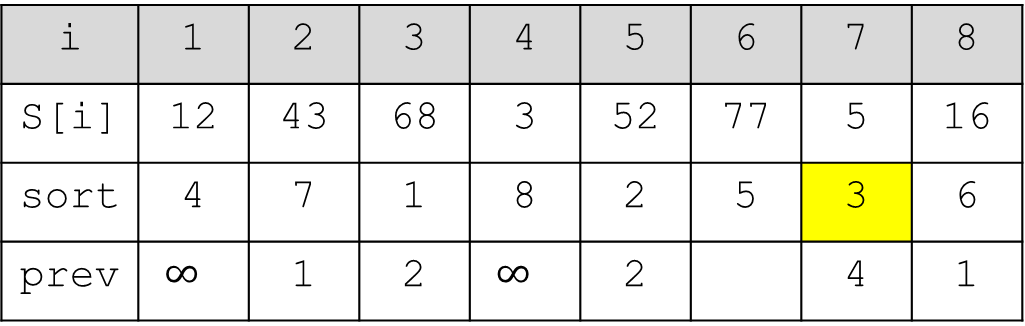 i 1 2 3 4 5 6 7 8
S[i] 12 43 68 3 52 77 5 16
sort 4 7 1 8 2 5 3 6
prev ∞ 1 2 ∞ 2 4 1